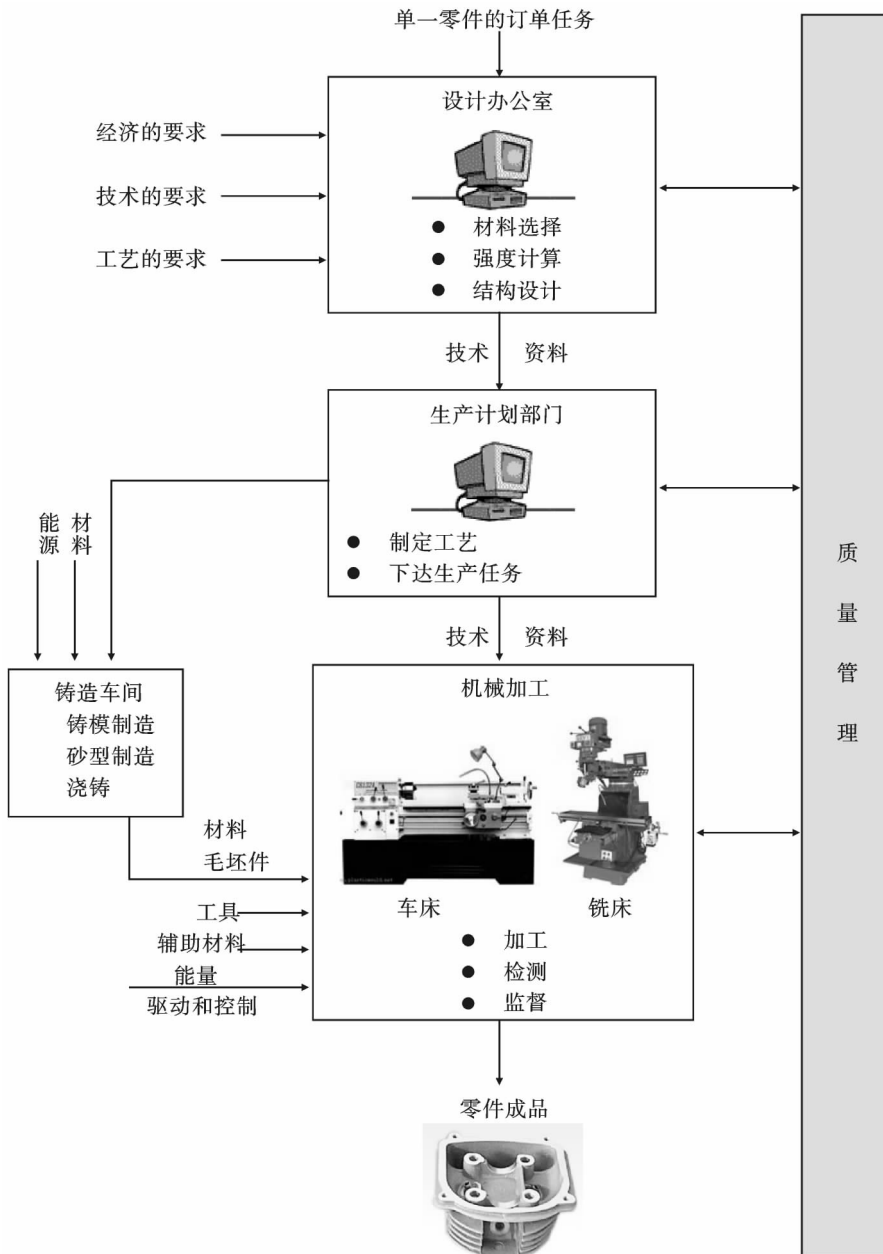 单一零件的订单任务
设计办公室
经济的要求
技术的要求
工艺的要求
● 材料选择
● 强度计算
● 结构设计
技术 资料
生产计划部门
● 制定工艺
● 下达生产任务
能源
材料
技术 资料
铸造车间
铸模制造
砂型制造
浇铸
机械加工
材料
毛坯件
工具
辅助材料
能量
驱动和控制
车床
铣床
● 加工
● 检测
● 监督
零件成品
质量管理